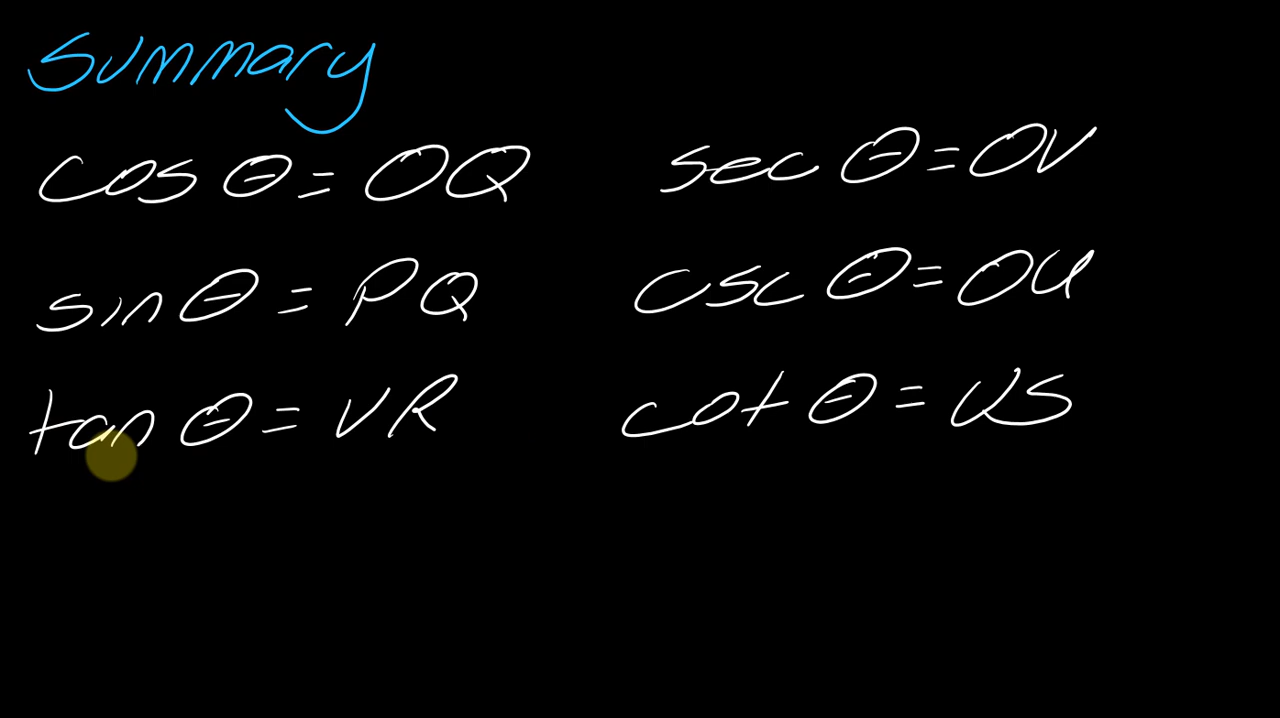 Summary
cos θ = OQ
sec θ = OV
sin θ = PQ
csc θ = OU
tan θ = VR
cot θ = US